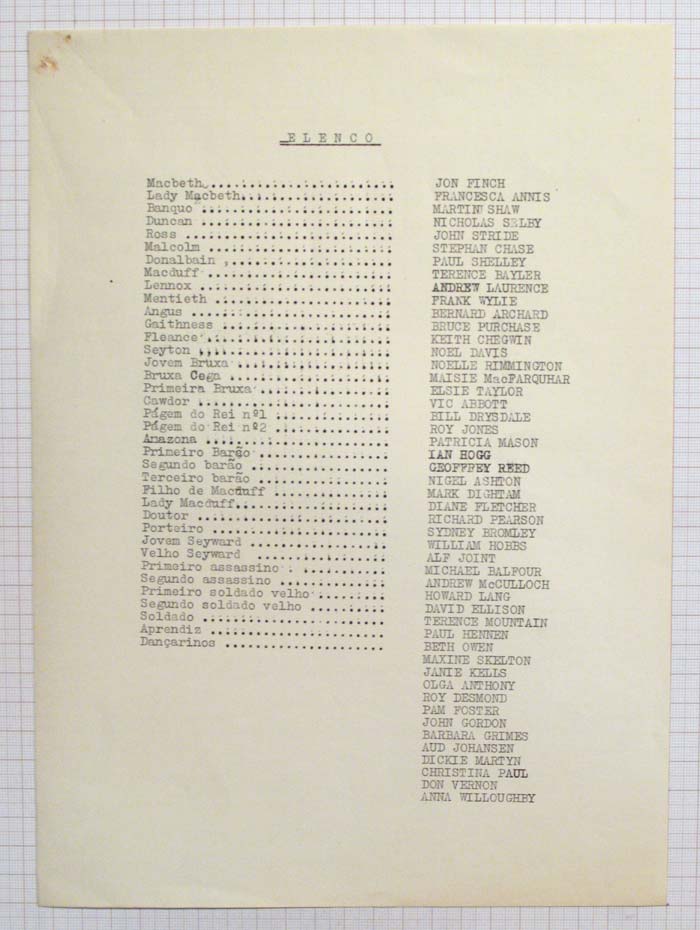 ELENCO
Macbeth........................ JON FINCH
Lady Macbeth................... FRANCESCA ANNIS
Banquo ........................ MARTIN SHAW
Duncan ........................ NICHOLAS SELBY
Ross .......................... JOHN STRIDE
Malcolm ....................... STEPHAN CHASE
Donalbain ..................... PAUL SHELLEY
Macduff ....................... TERENCE BAYLER
Lennox ........................ ANDREW LAURENCE
Mentieth ...................... FRANK WYLIE
Angus ......................... BERNARD ARCHARD
Gaithness ..................... BRUCE PURCHASE
Fleance ....................... KEITH CHEGWIN
Seyton ........................ NOEL DAVIS
Jovem Bruxa ................... NOELLE RIMMINGTON
Bruxa Cega .................... MAISIE MacFARQUHAR
Primeira Bruxa ................ ELSIE TAYLOR
Cawdor ........................ VIC ABBOTT
Págem do Rei nº1 .............. BILL DRYSDALE
Págem do Rei nº2 .............. ROY JONES
Amazona ....................... PATRICIA MASON
Primeiro Barão ................ IAN HOGG
Segundo barão ................. GEOFFREY REED
Terceiro barão ................ NIGEL ASHTON
Filho de Macduff .............. MARK DIGHTAM
Lady Macduff................... DIANE FLETCHER
Doutor ........................ RICHARD PEARSON
Porteiro ...................... SYDNEY BROMLEY
Jovem Seyward ................. WILLIAM HOBBS
Velho Seyward ................. ALF JOINT
Primeiro assassino ............ MICHAEL BALFOUR
Segundo assassino ............. ANDREW McCULLOCH
Primeiro soldado velho ........ HOWARD LANG
Segundo soldado velho ......... DAVID ELLISON
Soldado ....................... TERENCE MOUNTAIN
Aprendiz ...................... PAUL HENNEN
Dançarinos .................... BETH OWEN
MAXINE SKELTON
JANIE KELLS
OLGA ANTHONY
ROY DESMOND
PAM FOSTER
JOHN GORDON
BARBARA GRIMES
AUD JOHANSEN
DICKIE MARTYN
CHRISTINA PAUL
DON VERNON
ANNA WILLOUGHBY